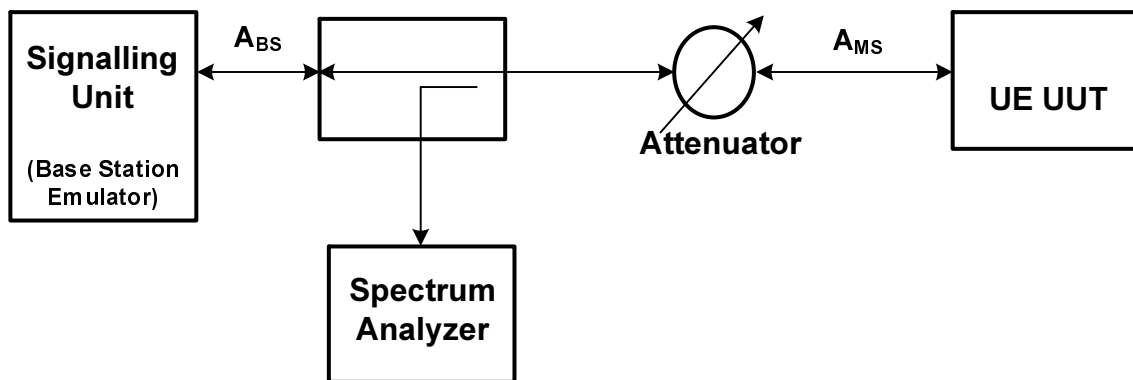 Signalling
Unit
(Base Station
Emulator)
ABS
Attenuator
AMS
UE UUT
Spectrum
Analyzer